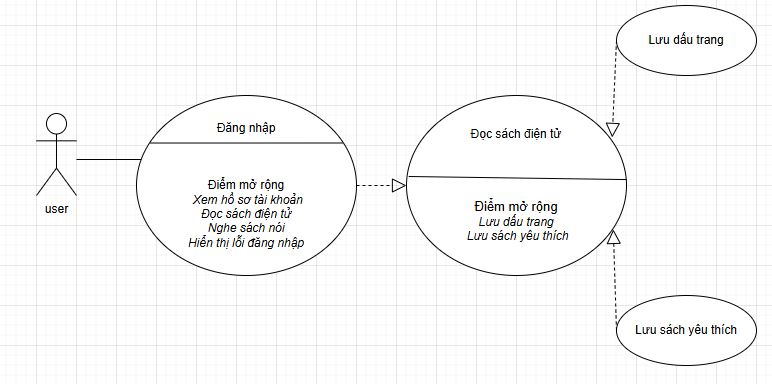 Lưu dấu trang
Đăng nhập
Đọc sách điện tử
Điểm mở rộng
Xem hồ sơ tài khoản
Đọc sách điện tử
Nghe sách nói
Hiển thị lỗi đăng nhập
Điểm mở rộng
Lưu dấu trang
Lưu sách yêu thích
user
Lưu sách yêu thích